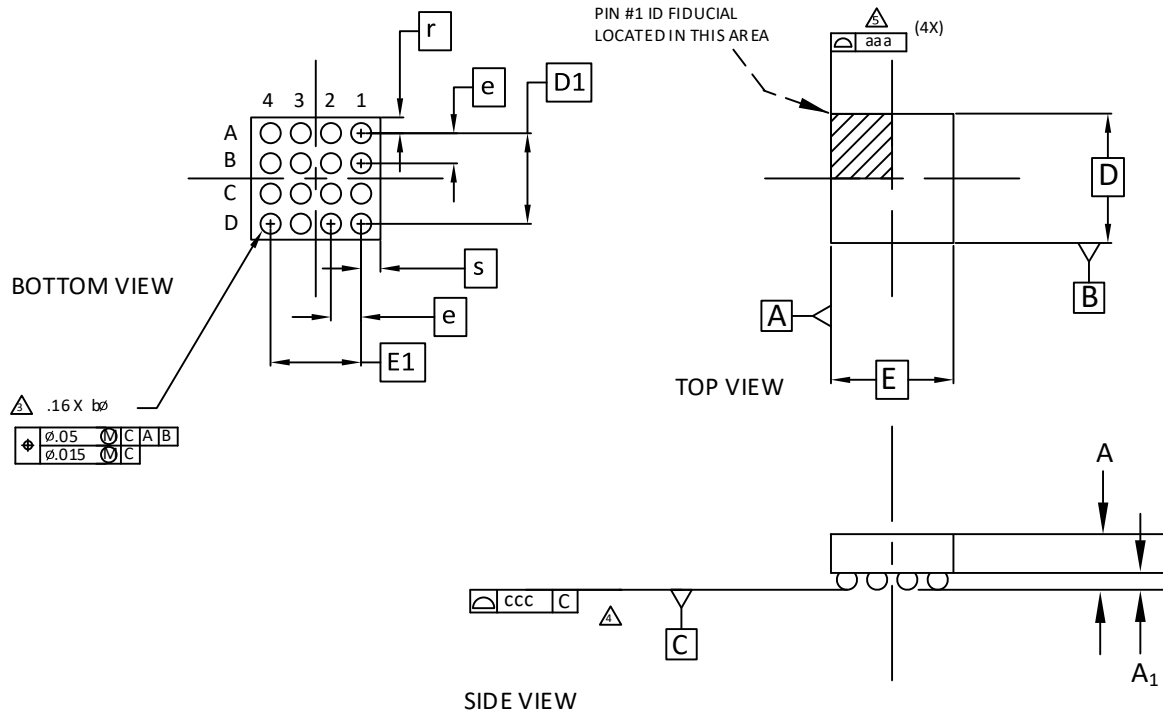 PIN #1 ID FIDUCIAL
LOCATED IN THIS AREA
5
aaa
(4X)
r
e
D1
4 3 2 1
A
B
C
D
s
e
E1
BOTTOM VIEW
3 .16 X bø
ø.05 M C A B
ø.015 M C
D
B
A
E
TOP VIEW
A
ccc C
4
C
A1
SIDE VIEW